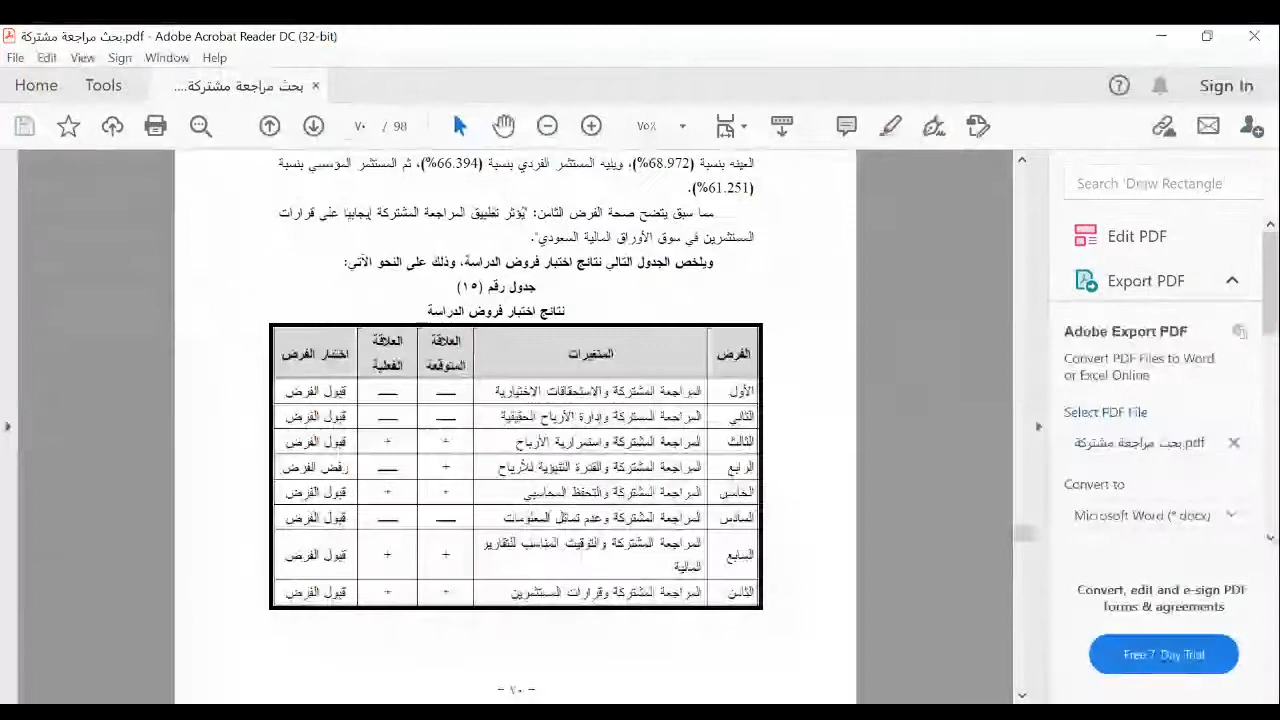 بحث مراجعة مشتركة.pdf - Adobe Acrobat Reader DC (32-bit)
File Edit View Sign Window Help
Home Tools بحث مراجعة مشتركة.... × Sign In
٧٠ / 98 ٧٥%
العينه بنسبة (68.972%)، ويليه المستثمر الفردي بنسبة (66.394%)، ثم المستثمر المؤسسي بنسبة
(61.251%).
مما سبق يتضح صحة الفرض الثامن: "يُؤثر تطبيق المراجعة المشتركة إيجابيًا على قرارات
المستثمرين في سوق الأوراق المالية السعودي".
ويلخص الجدول التالي نتائج اختبار فروض الدراسة، وذلك على النحو الآتي:
جدول رقم (١٥)
نتائج اختبار فروض الدراسة
الفرض المتغيرات العلاقة المتوقعة العلاقة الفعلية اختبار الفرض
الأول المراجعة المشتركة والاستحقاقات الاختيارية — — قبول الفرض
الثاني المراجعة المشتركة وإدارة الأرباح الحقيقية — — قبول الفرض
الثالث المراجعة المشتركة واستمرارية الأرباح + + قبول الفرض
الرابع المراجعة المشتركة والقدرة التنبؤية للأرباح + — رفض الفرض
الخامس المراجعة المشتركة والتحفظ المحاسبي + + قبول الفرض
السادس المراجعة المشتركة وعدم تماثل المعلومات — — قبول الفرض
السابع المراجعة المشتركة والتوقيت المناسب للتقارير المالية + + قبول الفرض
الثامن المراجعة المشتركة وقرارات المستثمرين + + قبول الفرض
- ٧٠ -
Search 'Draw Rectangle
Edit PDF
Export PDF
Adobe Export PDF
Convert PDF Files to Word
or Excel Online
Select PDF File
بحث مراجعة مشتركة.pdf ×
Convert to
Microsoft Word (*.docx)
Convert, edit and e-sign PDF
forms & agreements
Free 7 Day Trial